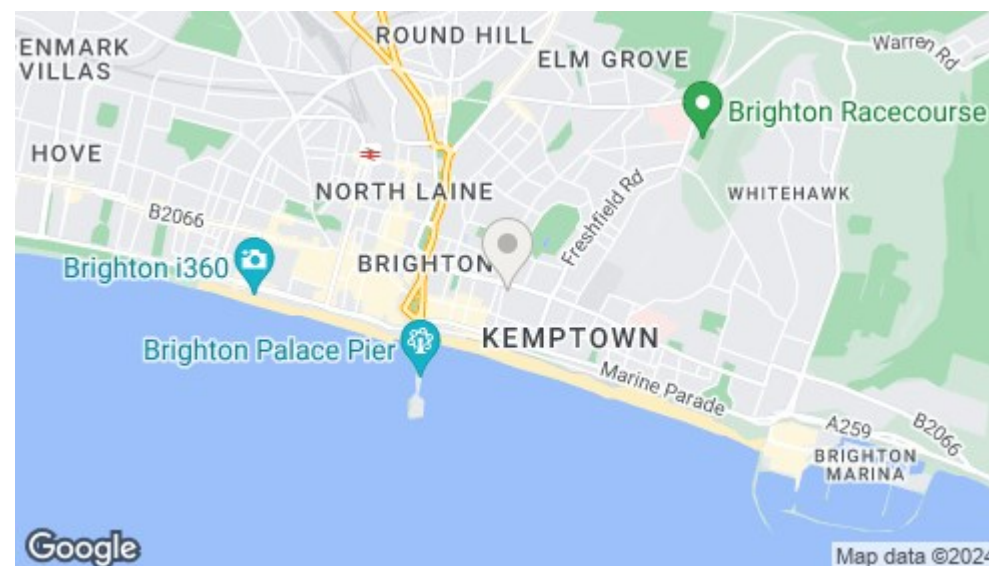 ROUND HILL
ENMARK
VILLAS
ELM GROVE
Warren Rd
Brighton Racecourse
HOVE
NORTH LAINE
WHITEHAWK
Freshfield Rd
B2066
Brighton i360
BRIGHTON
Brighton Palace Pier
KEMPTOWN
Marine Parade
A259
B2066
BRIGHTON
MARINA
Google
Map data ©2024